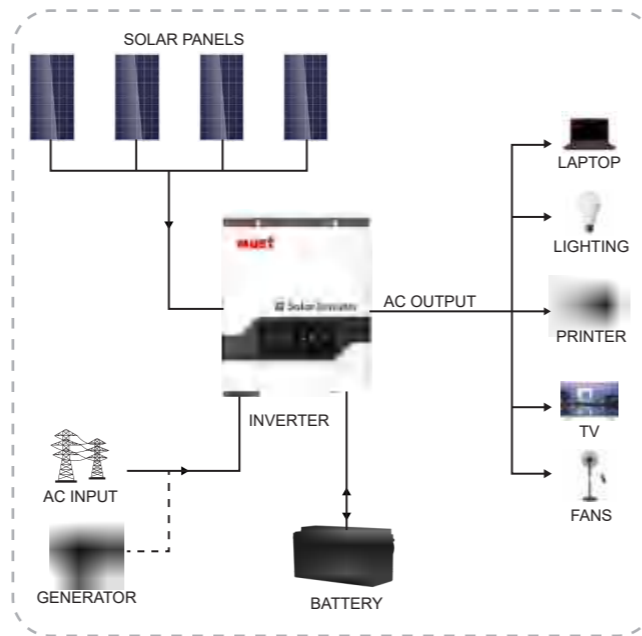 SOLAR PANELS
LAPTOP
must
LIGHTING
Solar Inverter
AC OUTPUT
PRINTER
INVERTER
TV
AC INPUT
FANS
GENERATOR
BATTERY